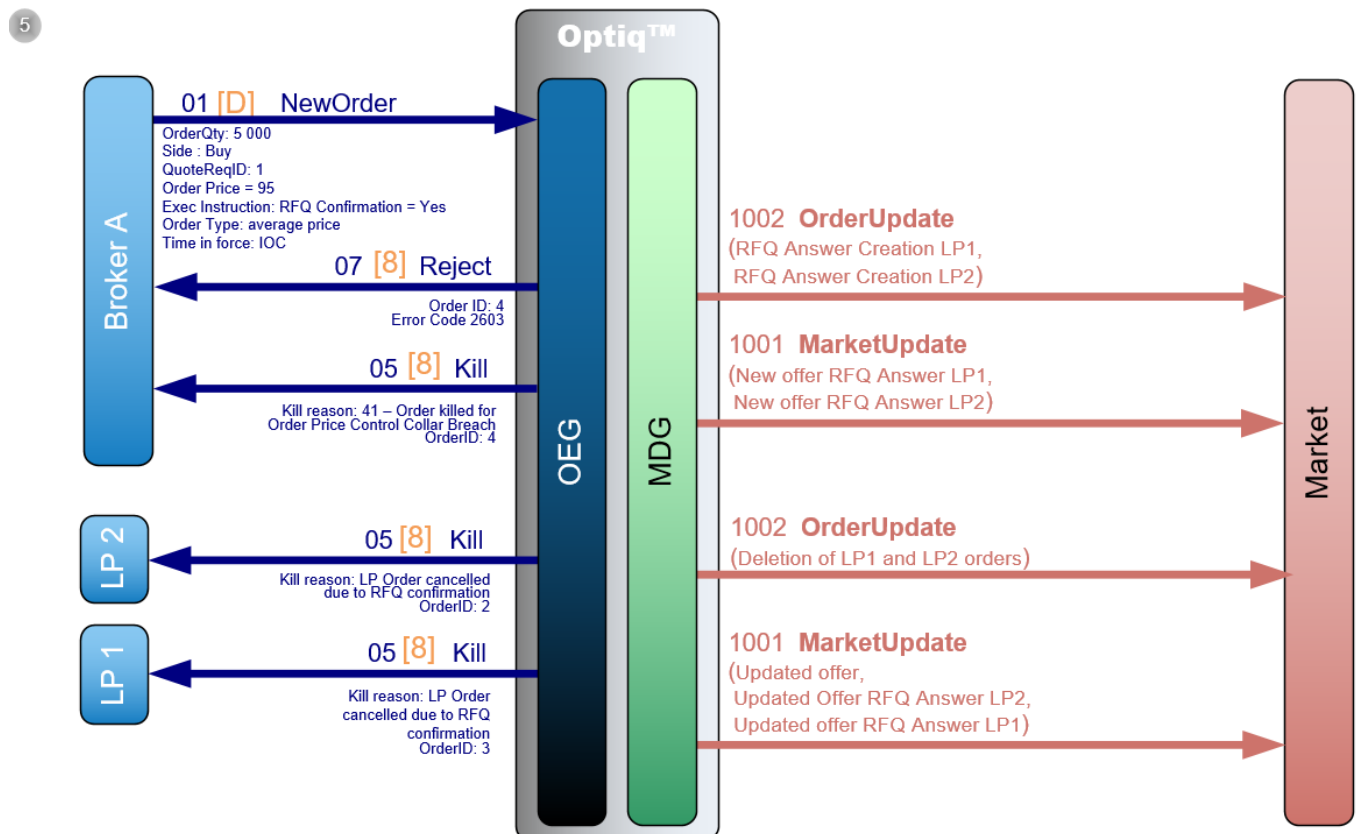 5
Optiq™
01 [D] NewOrder
OrderQty: 5 000
Side : Buy
QuoteReqID: 1
Order Price = 95
Exec Instruction: RFQ Confirmation = Yes
Order Type: average price
Time in force: IOC
07 [8] Reject
Order ID: 4
Error Code 2603
05 [8] Kill
Kill reason: 41 – Order killed for
Order Price Control Collar Breach
OrderID: 4
05 [8] Kill
Kill reason: LP Order cancelled
due to RFQ confirmation
OrderID: 2
05 [8] Kill
Kill reason: LP Order
cancelled due to RFQ
confirmation
OrderID: 3
Broker A
LP 2
LP 1
OEG
MDG
1002 OrderUpdate
(RFQ Answer Creation LP1,
RFQ Answer Creation LP2)
1001 MarketUpdate
(New offer RFQ Answer LP1,
New offer RFQ Answer LP2)
1002 OrderUpdate
(Deletion of LP1 and LP2 orders)
1001 MarketUpdate
(Updated offer,
Updated Offer RFQ Answer LP2,
Updated offer RFQ Answer LP1)
Market